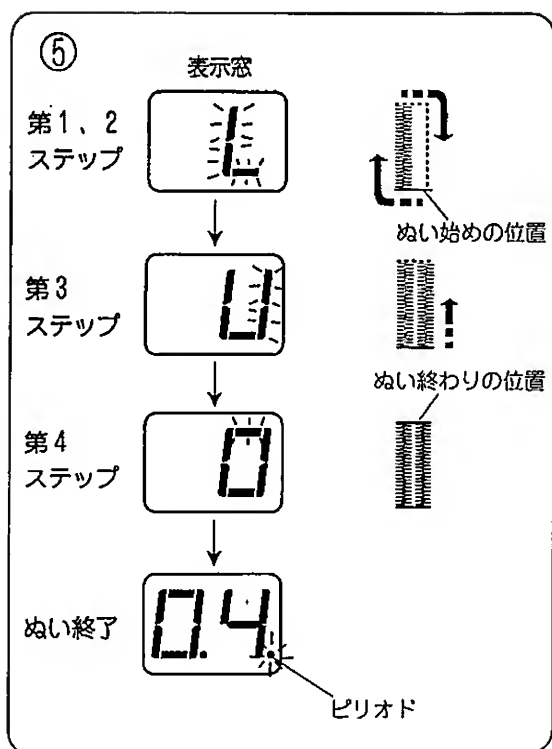 ⑤
表示窓
第1、2
ステップ
ぬい始めの位置
第3
ステップ
ぬい終わりの位置
第4
ステップ
0
ぬい終了
0.4.
ピリオド